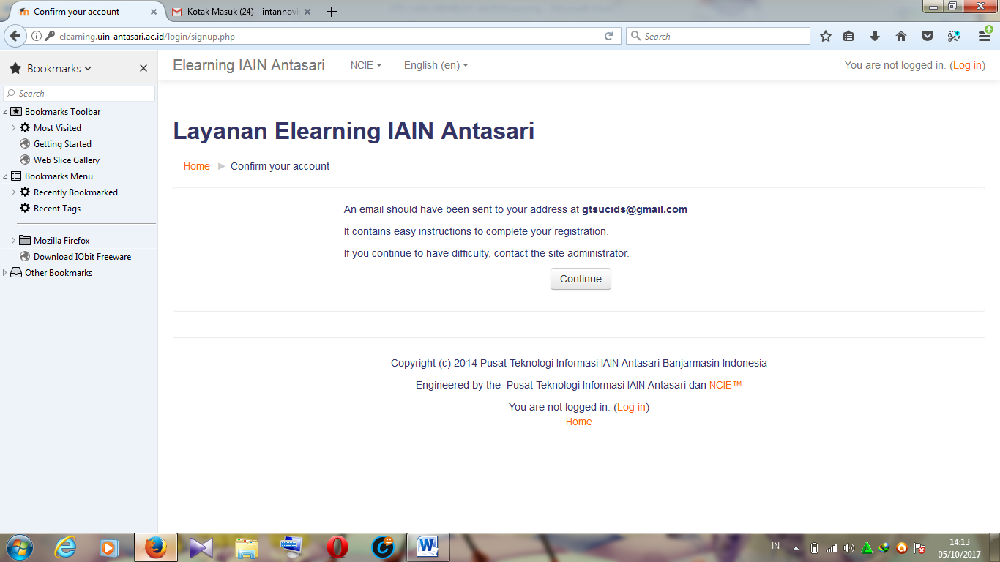 Confirm your account
Kotak Masuk (24) - intannovi
elearning.uin-antasari.ac.id/login/signup.php
Search
Bookmarks
Search
Bookmarks Toolbar
Most Visited
Getting Started
Web Slice Gallery
Bookmarks Menu
Recently Bookmarked
Recent Tags
Mozilla Firefox
Download IObit Freeware
Other Bookmarks
Elearning IAIN Antasari NCIE English (en) You are not logged in. (Log in)
Layanan Elearning IAIN Antasari
Home Confirm your account
An email should have been sent to your address at gtsucids@gmail.com
It contains easy instructions to complete your registration.
If you continue to have difficulty, contact the site administrator.
Continue
Copyright (c) 2014 Pusat Teknologi Informasi IAIN Antasari Banjarmasin Indonesia
Engineered by the Pusat Teknologi Informasi IAIN Antasari dan NCIE™
You are not logged in. (Log in)
Home
IN
14:13
05/10/2017